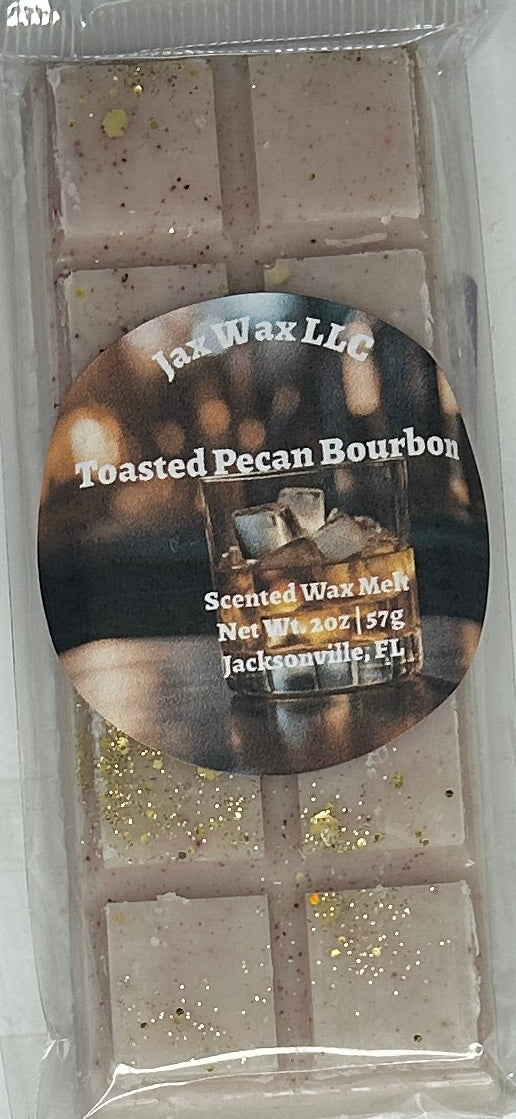 Jax Wax LLC
Toasted Pecan Bourbon
Scented Wax Melt
Net Wt. 2oz | 57g
Jacksonville, FL